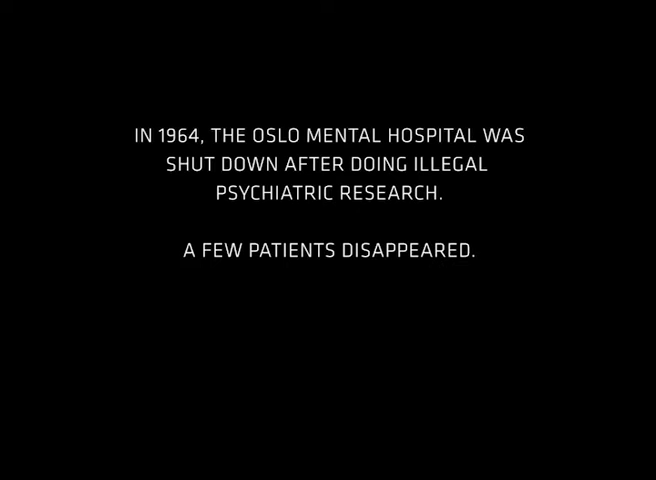 IN 1964, THE OSLO MENTAL HOSPITAL WAS
SHUT DOWN AFTER DOING ILLEGAL
PSYCHIATRIC RESEARCH.
A FEW PATIENTS DISAPPEARED.